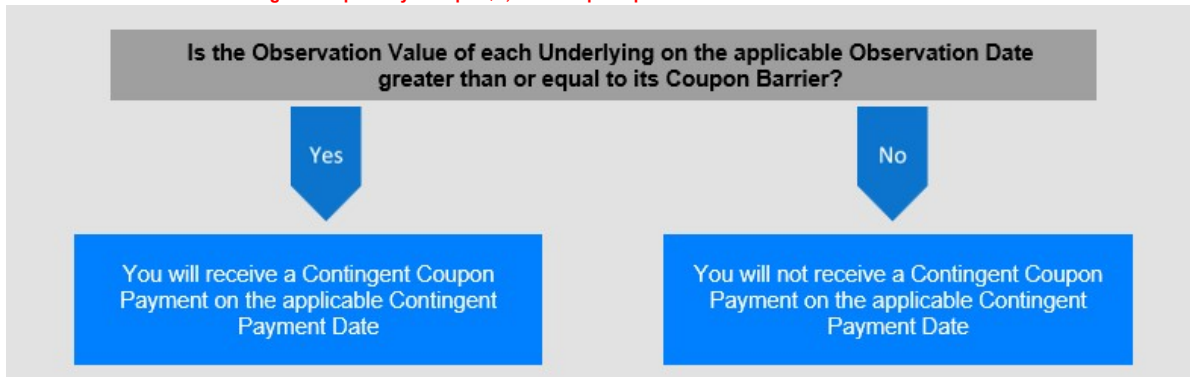 Is the Observation Value of each Underlying on the applicable Observation Date
greater than or equal to its Coupon Barrier?
Yes
No
You will receive a Contingent Coupon
Payment on the applicable Contingent
Payment Date
You will not receive a Contingent Coupon
Payment on the applicable Contingent
Payment Date